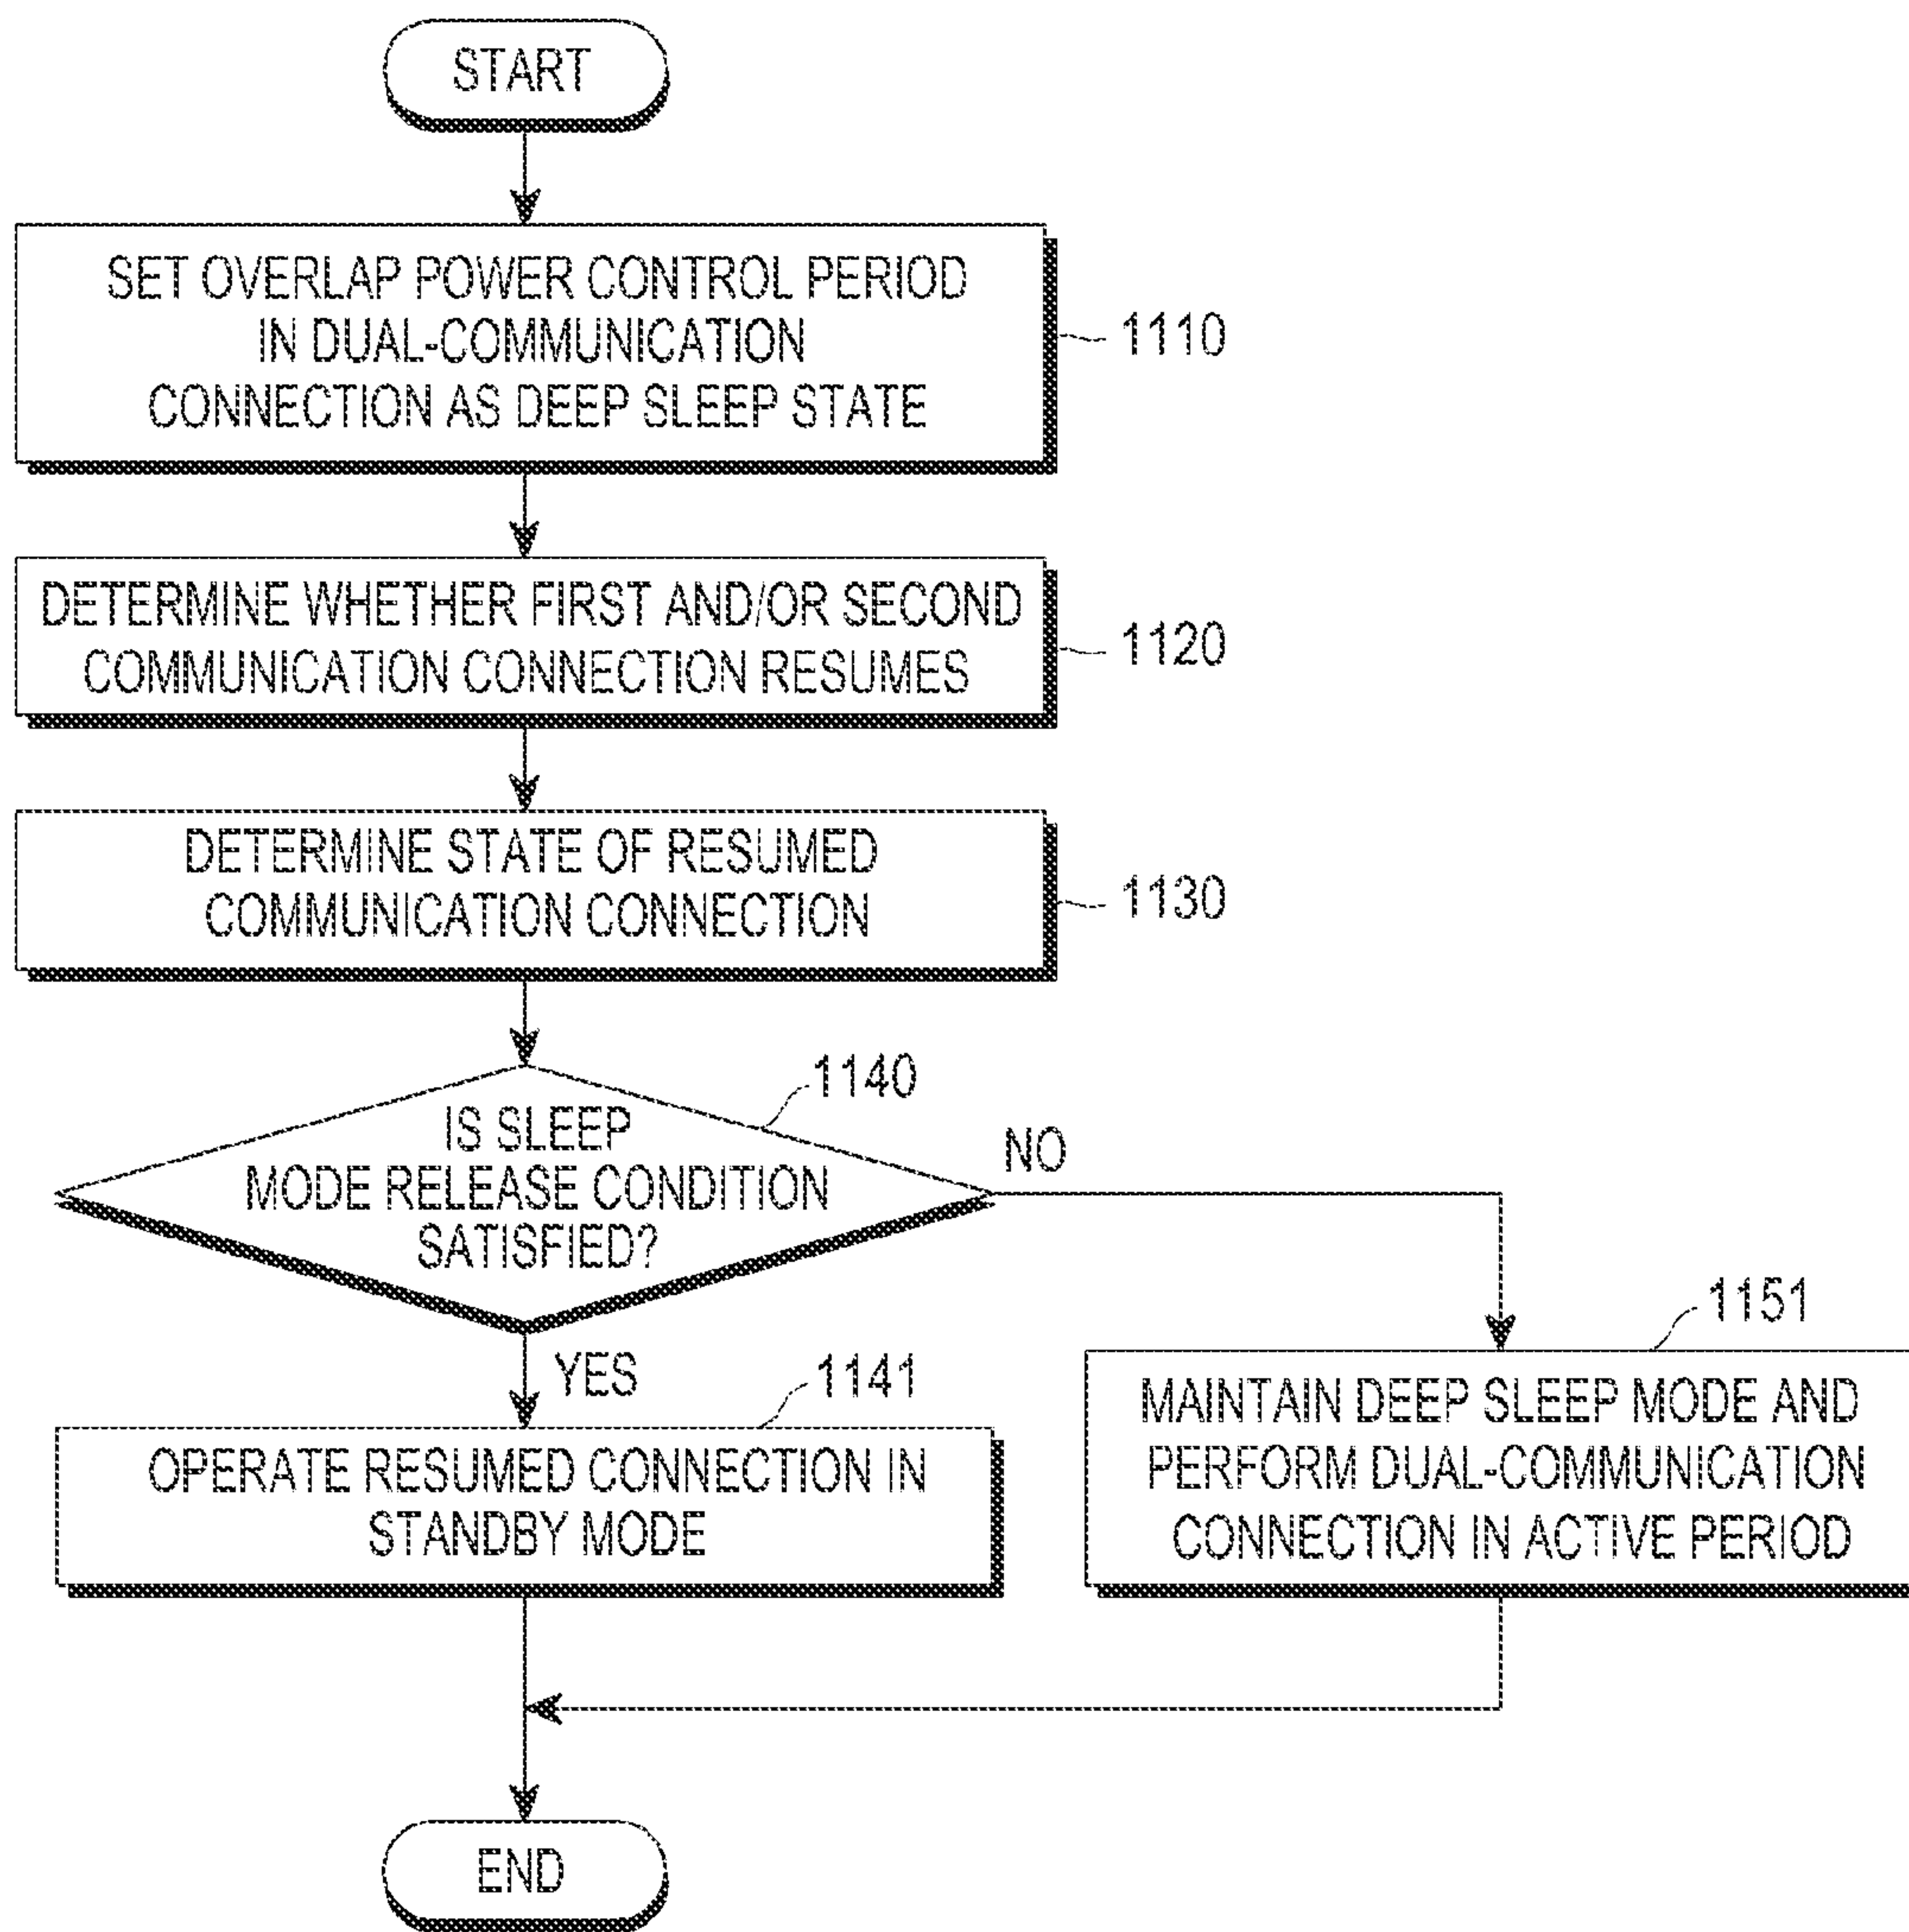 START
SET OVERLAP POWER CONTROL PERIOD
IN DUAL-COMMUNICATION
CONNECTION AS DEEP SLEEP STATE
1110
DETERMINE WHETHER FIRST AND/OR SECOND
COMMUNICATION CONNECTION RESUMES
1120
DETERMINE STATE OF RESUMED
COMMUNICATION CONNECTION
1130
1140
IS SLEEP
MODE RELEASE CONDITION
SATISFIED?
NO
YES
1141
OPERATE RESUMED CONNECTION IN
STANDBY MODE
1151
MAINTAIN DEEP SLEEP MODE AND
PERFORM DUAL-COMMUNICATION
CONNECTION IN ACTIVE PERIOD
END